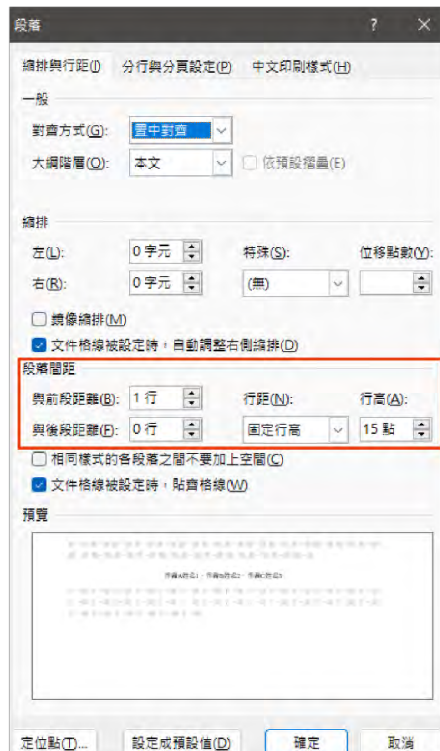 段落 ? ×
縮排與行距(I) 分行與分頁設定(P) 中文印刷樣式(H)
一般
對齊方式(G): 置中對齊
大綱階層(O): 本文 依預設摺疊(E)
縮排
左(L): 0 字元 特殊(S): 位移點數(Y):
右(R): 0 字元 (無)
鏡像縮排(M)
文件格線被設定時，自動調整右側縮排(D)
段落間距
與前段距離(B): 1 行 行距(N): 行高(A):
與後段距離(F): 0 行 固定行高 15 點
相同樣式的各段落之間不要加上空間(C)
文件格線被設定時，貼齊格線(W)
預覽
定位點(T)... 設定成預設值(D) 確定 取消